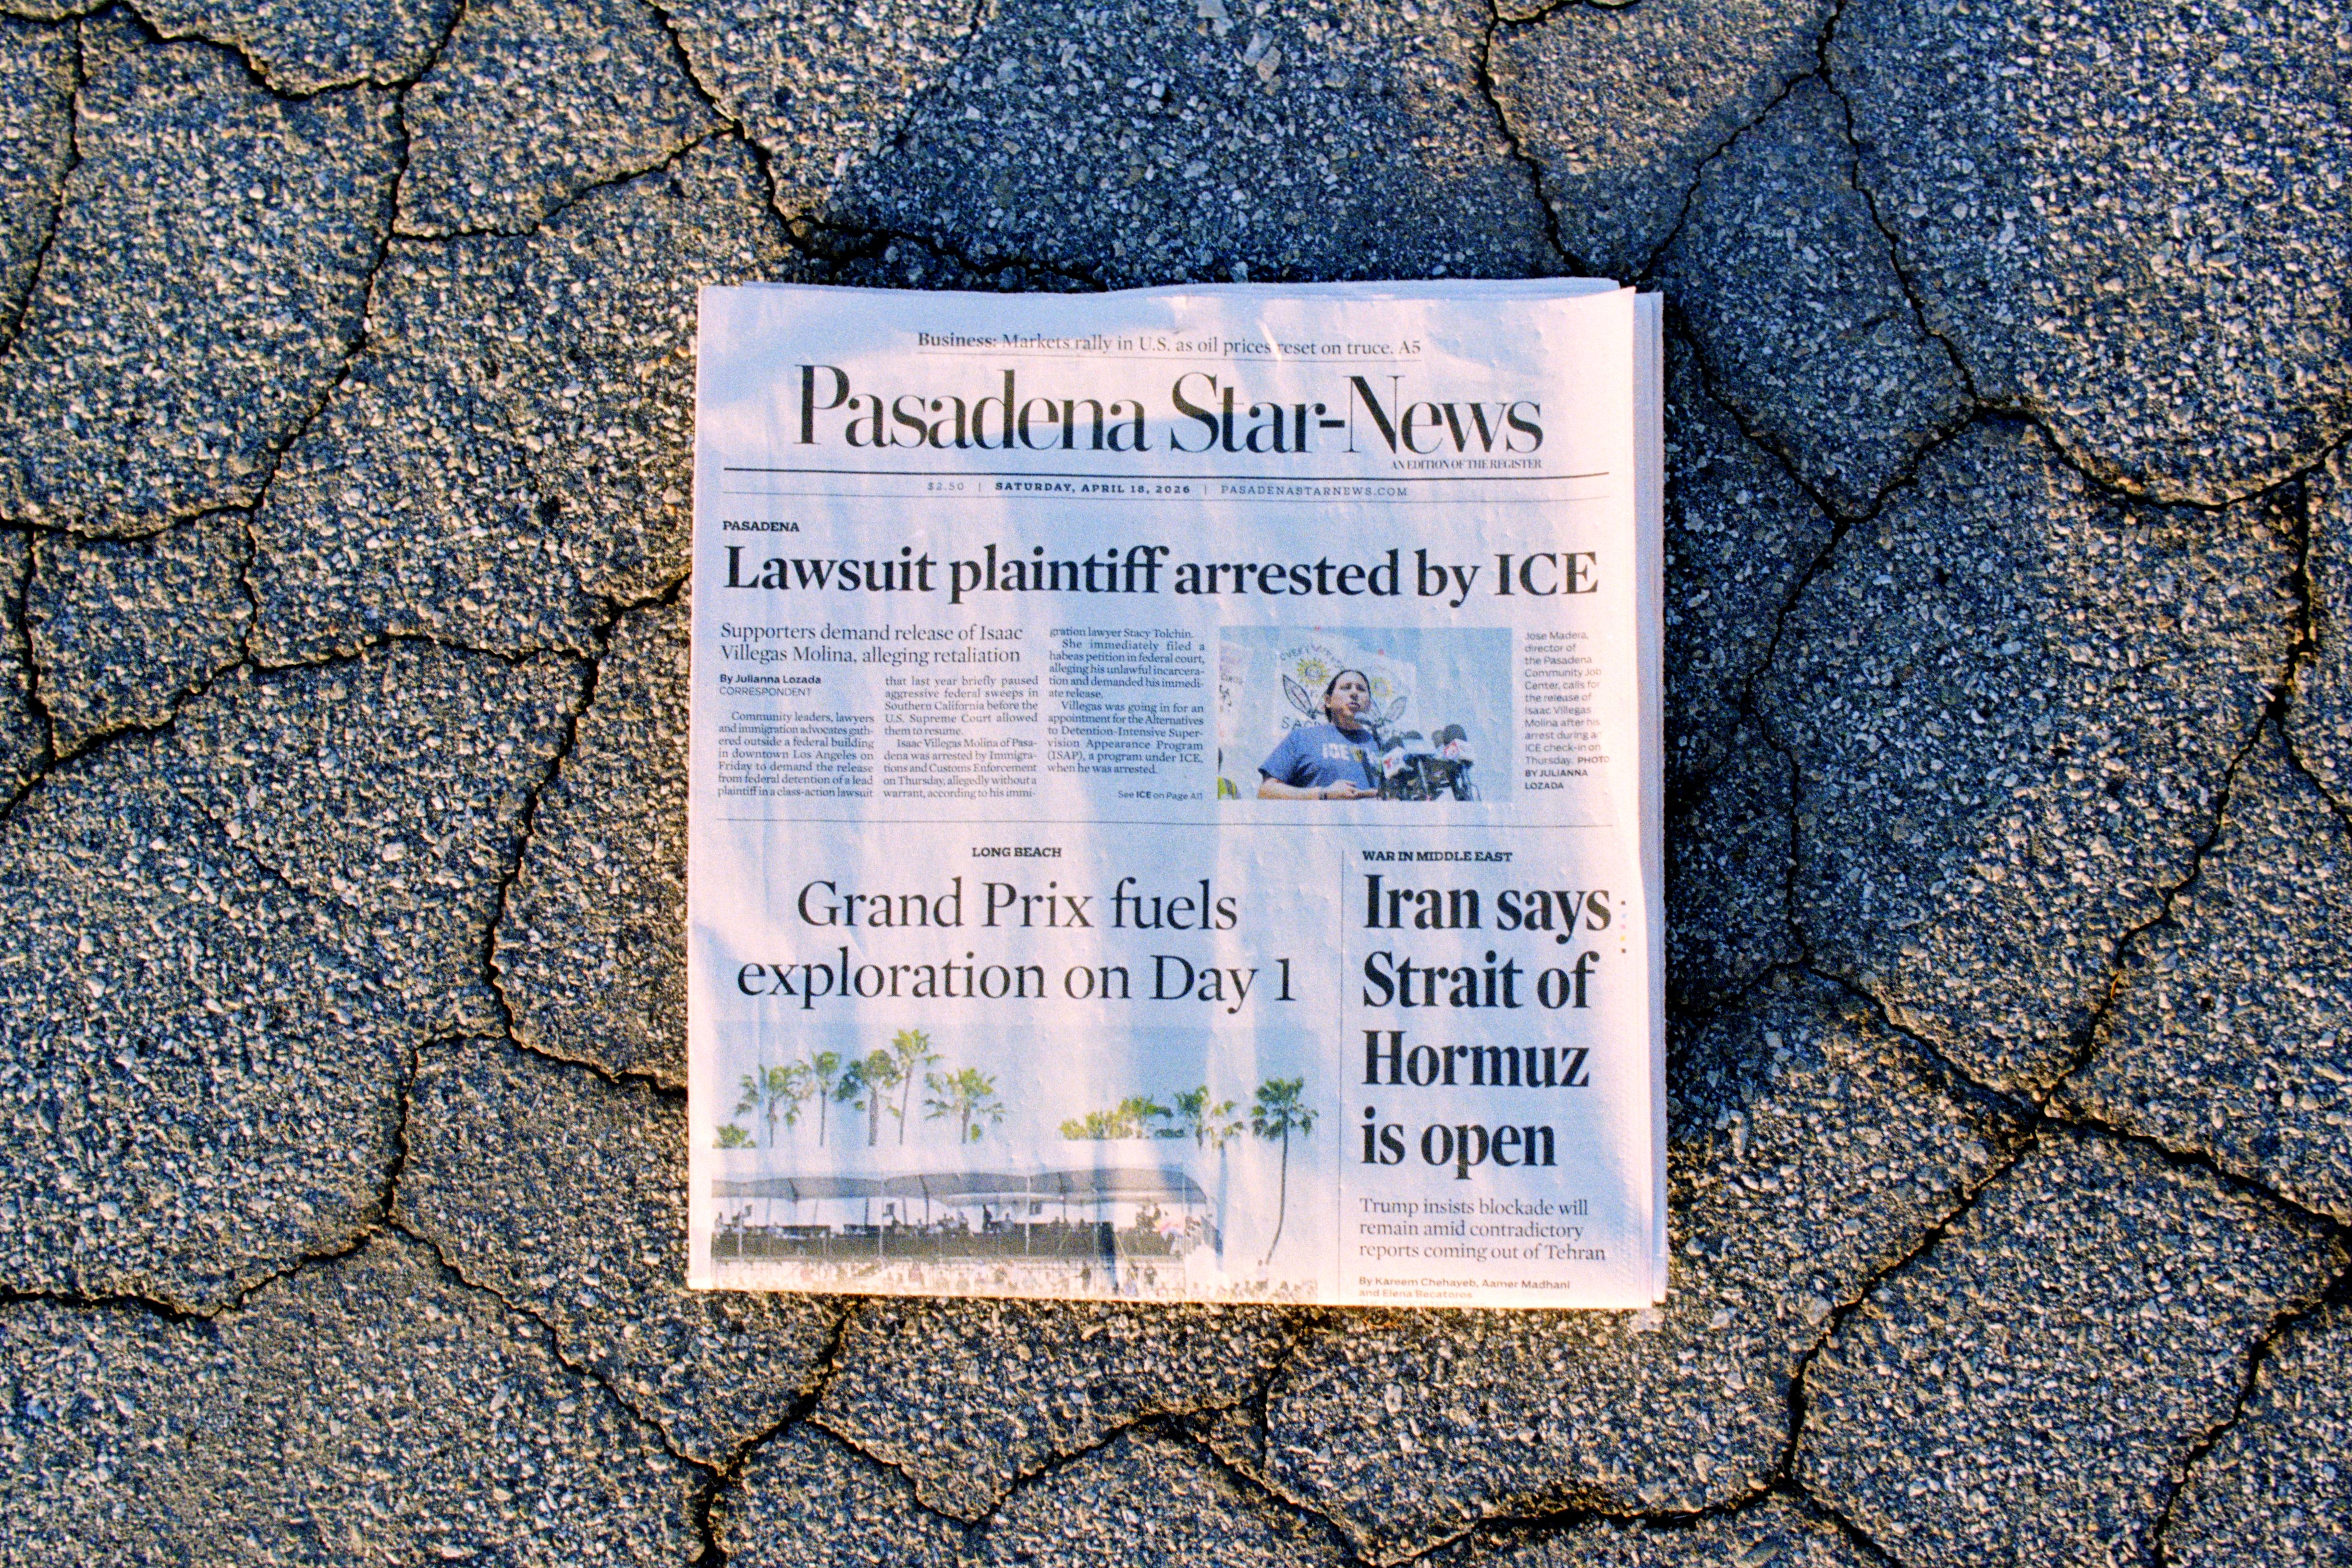 Business: Markets rally in U.S. as oil prices reset on truce. A5
Pasadena Star-News
AN EDITION OF THE REGISTER
$2.50 | SATURDAY, APRIL 18, 2026 | PASADENASTARNEWS.COM
PASADENA
Lawsuit plaintiff arrested by ICE
Supporters demand release of Isaac
Villegas Molina, alleging retaliation
By Julianna Lozada
CORRESPONDENT
Community leaders, lawyers
and immigration advocates gath-
ered outside a federal building
in downtown Los Angeles on
Friday to demand the release
from federal detention of a lead
plaintiff in a class-action lawsuit
that last year briefly paused
aggressive federal sweeps in
Southern California before the
U.S. Supreme Court allowed
them to resume.
Isaac Villegas Molina of Pasa-
dena was arrested by Immigra-
tions and Customs Enforcement
on Thursday, allegedly without a
warrant, according to his immi-
gration lawyer Stacy Tolchin.
She immediately filed a
habeas petition in federal court,
alleging his unlawful incarcera-
tion and demanded his immedi-
ate release.
Villegas was going in for an
appointment for the Alternatives
to Detention-Intensive Super-
vision Appearance Program
(ISAP), a program under ICE,
when he was arrested.
See ICE on Page A11
ICE
Jose Madera,
director of
the Pasadena
Community Job
Center, calls for
the release of
Isaac Villegas
Molina after his
arrest during a
ICE check-in on
Thursday. PHOTO
BY JULIANNA
LOZADA
LONG BEACH
Grand Prix fuels
exploration on Day 1
WAR IN MIDDLE EAST
Iran says
Strait of
Hormuz
is open
Trump insists blockade will
remain amid contradictory
reports coming out of Tehran
By Kareem Chehayeb, Aamer Madhani
and Elena Becatoros